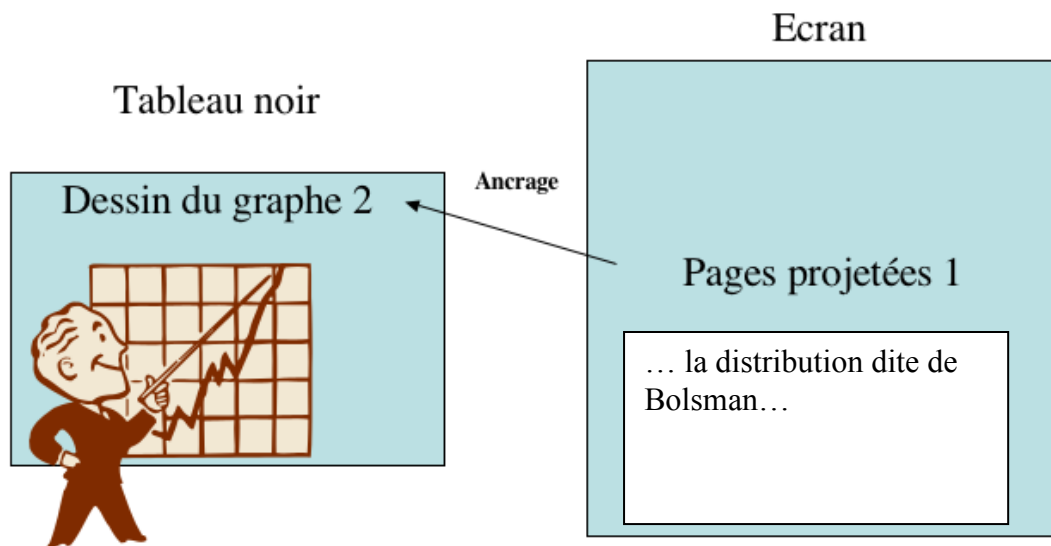 Ecran
Tableau noir
Ancrage
Dessin du graphe 2
Pages projetées 1
… la distribution dite de
Bolsman…